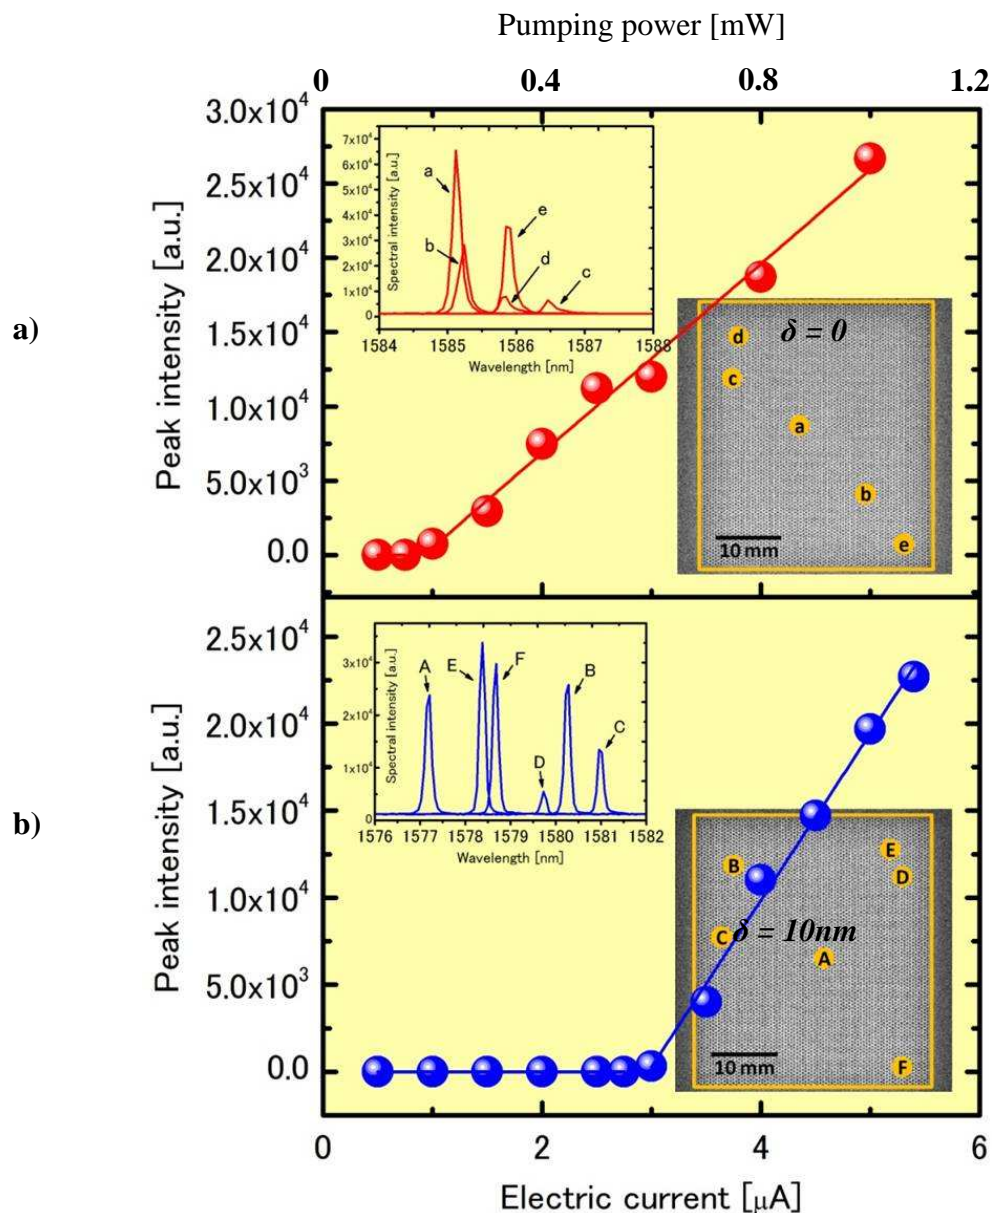 Pumping power [mW]
0 0.4 0.8 1.2
a)
Peak intensity [a.u.]
3.0x10⁴
2.5x10⁴
2.0x10⁴
1.5x10⁴
1.0x10⁴
5.0x10³
0.0
Spectral intensity [a.u.]
7x10⁴
6x10⁴
5x10⁴
4x10⁴
3x10⁴
2x10⁴
1x10⁴
0
a
b
e
d
c
1584 1585 1586 1587 1588
Wavelength [nm]
δ = 0
d
c
a
b
e
10 mm
b)
Peak intensity [a.u.]
2.5x10⁴
2.0x10⁴
1.5x10⁴
1.0x10⁴
5.0x10³
0.0
Spectral intensity [a.u.]
3x10⁴
2x10⁴
1x10⁴
0
A
E
F
D
B
C
1576 1577 1578 1579 1580 1581 1582
Wavelength [nm]
E
B
D
C
δ = 10nm
A
10 mm
F
0 2 4 6
Electric current [μA]